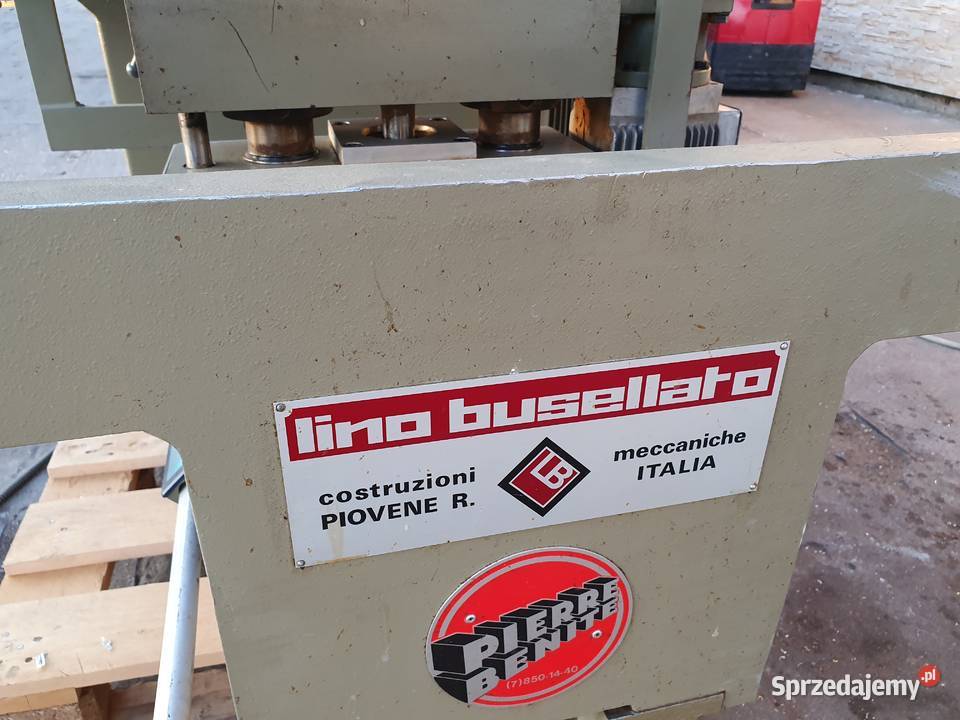 lino busellato
costruzioni
PIOVENE R.
LB
meccaniche
ITALIA
PIERRE
BENITE
(7)850-14-40
Sprzedajemy.pl